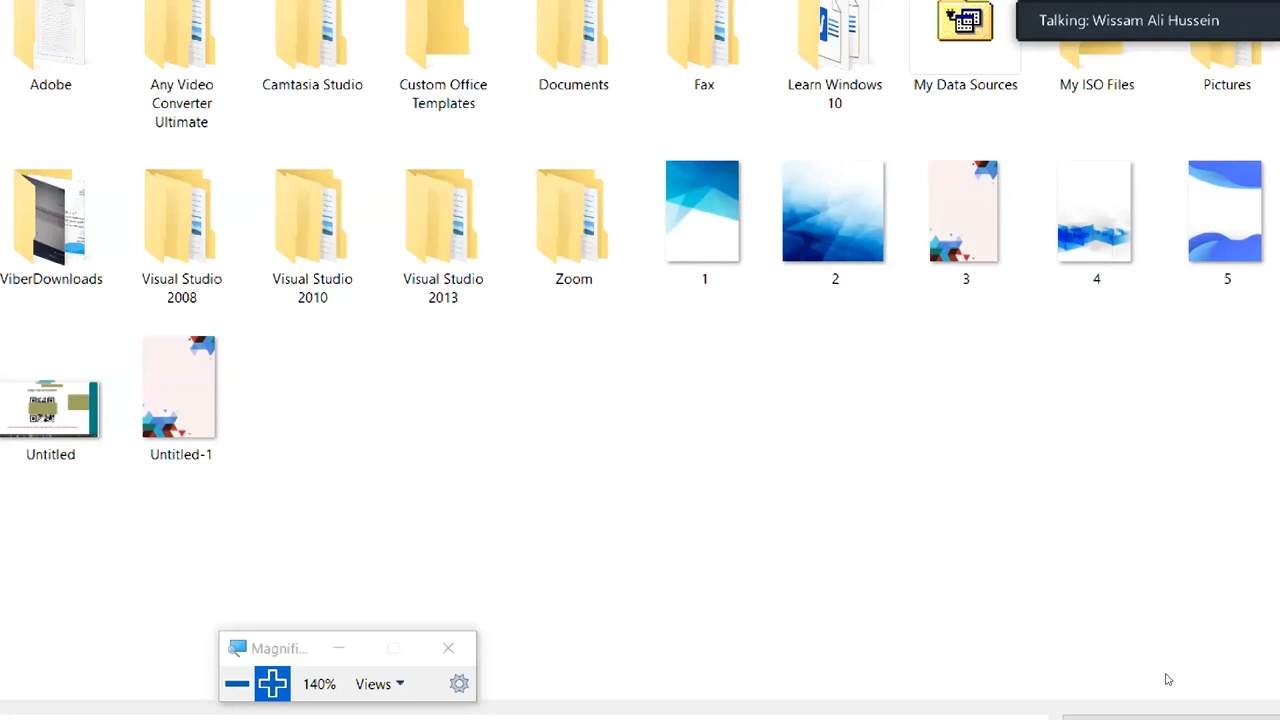 Talking: Wissam Ali Hussein
Adobe
Any Video
Converter
Ultimate
Camtasia Studio
Custom Office
Templates
Documents
Fax
Learn Windows
10
My Data Sources
My ISO Files
Pictures
ViberDownloads
Visual Studio
2008
Visual Studio
2010
Visual Studio
2013
Zoom
1
2
3
4
5
Untitled
Untitled-1
Magnifi...
140%
Views